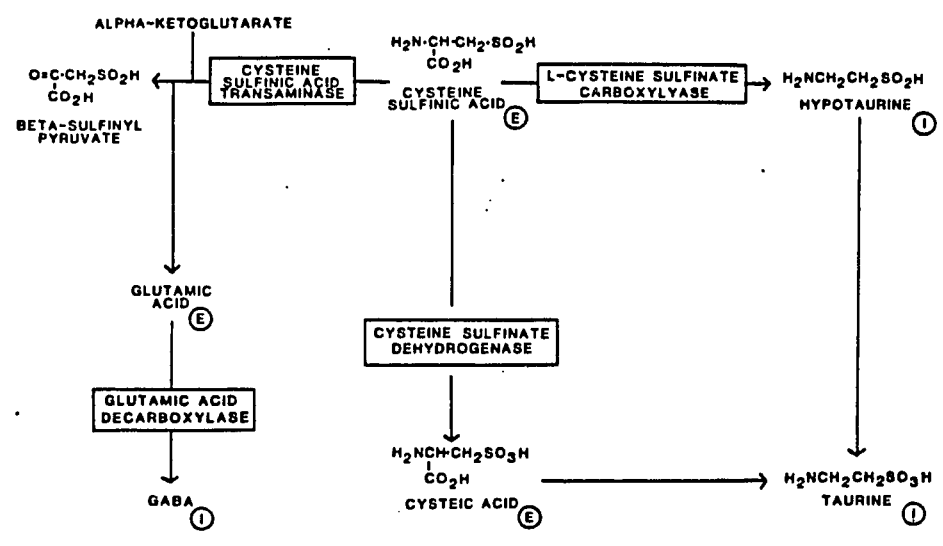 ALPHA-KETOGLUTARATE
O=C-CH2SO2H
CO2H
BETA-SULFINYL
PYRUVATE
CYSTEINE
SULFINIC ACID
TRANSAMINASE
H2N-CH-CH2-SO2H
CO2H
CYSTEINE
SULFINIC ACID
E
L-CYSTEINE SULFINATE
CARBOXYLYASE
H2NCH2CH2SO2H
HYPOTAURINE
I
GLUTAMIC
ACID
E
CYSTEINE SULFINATE
DEHYDROGENASE
GLUTAMIC ACID
DECARBOXYLASE
GABA
I
H2NCH-CH2SO3H
CO2H
CYSTEIC ACID
E
H2NCH2CH2SO3H
TAURINE
I